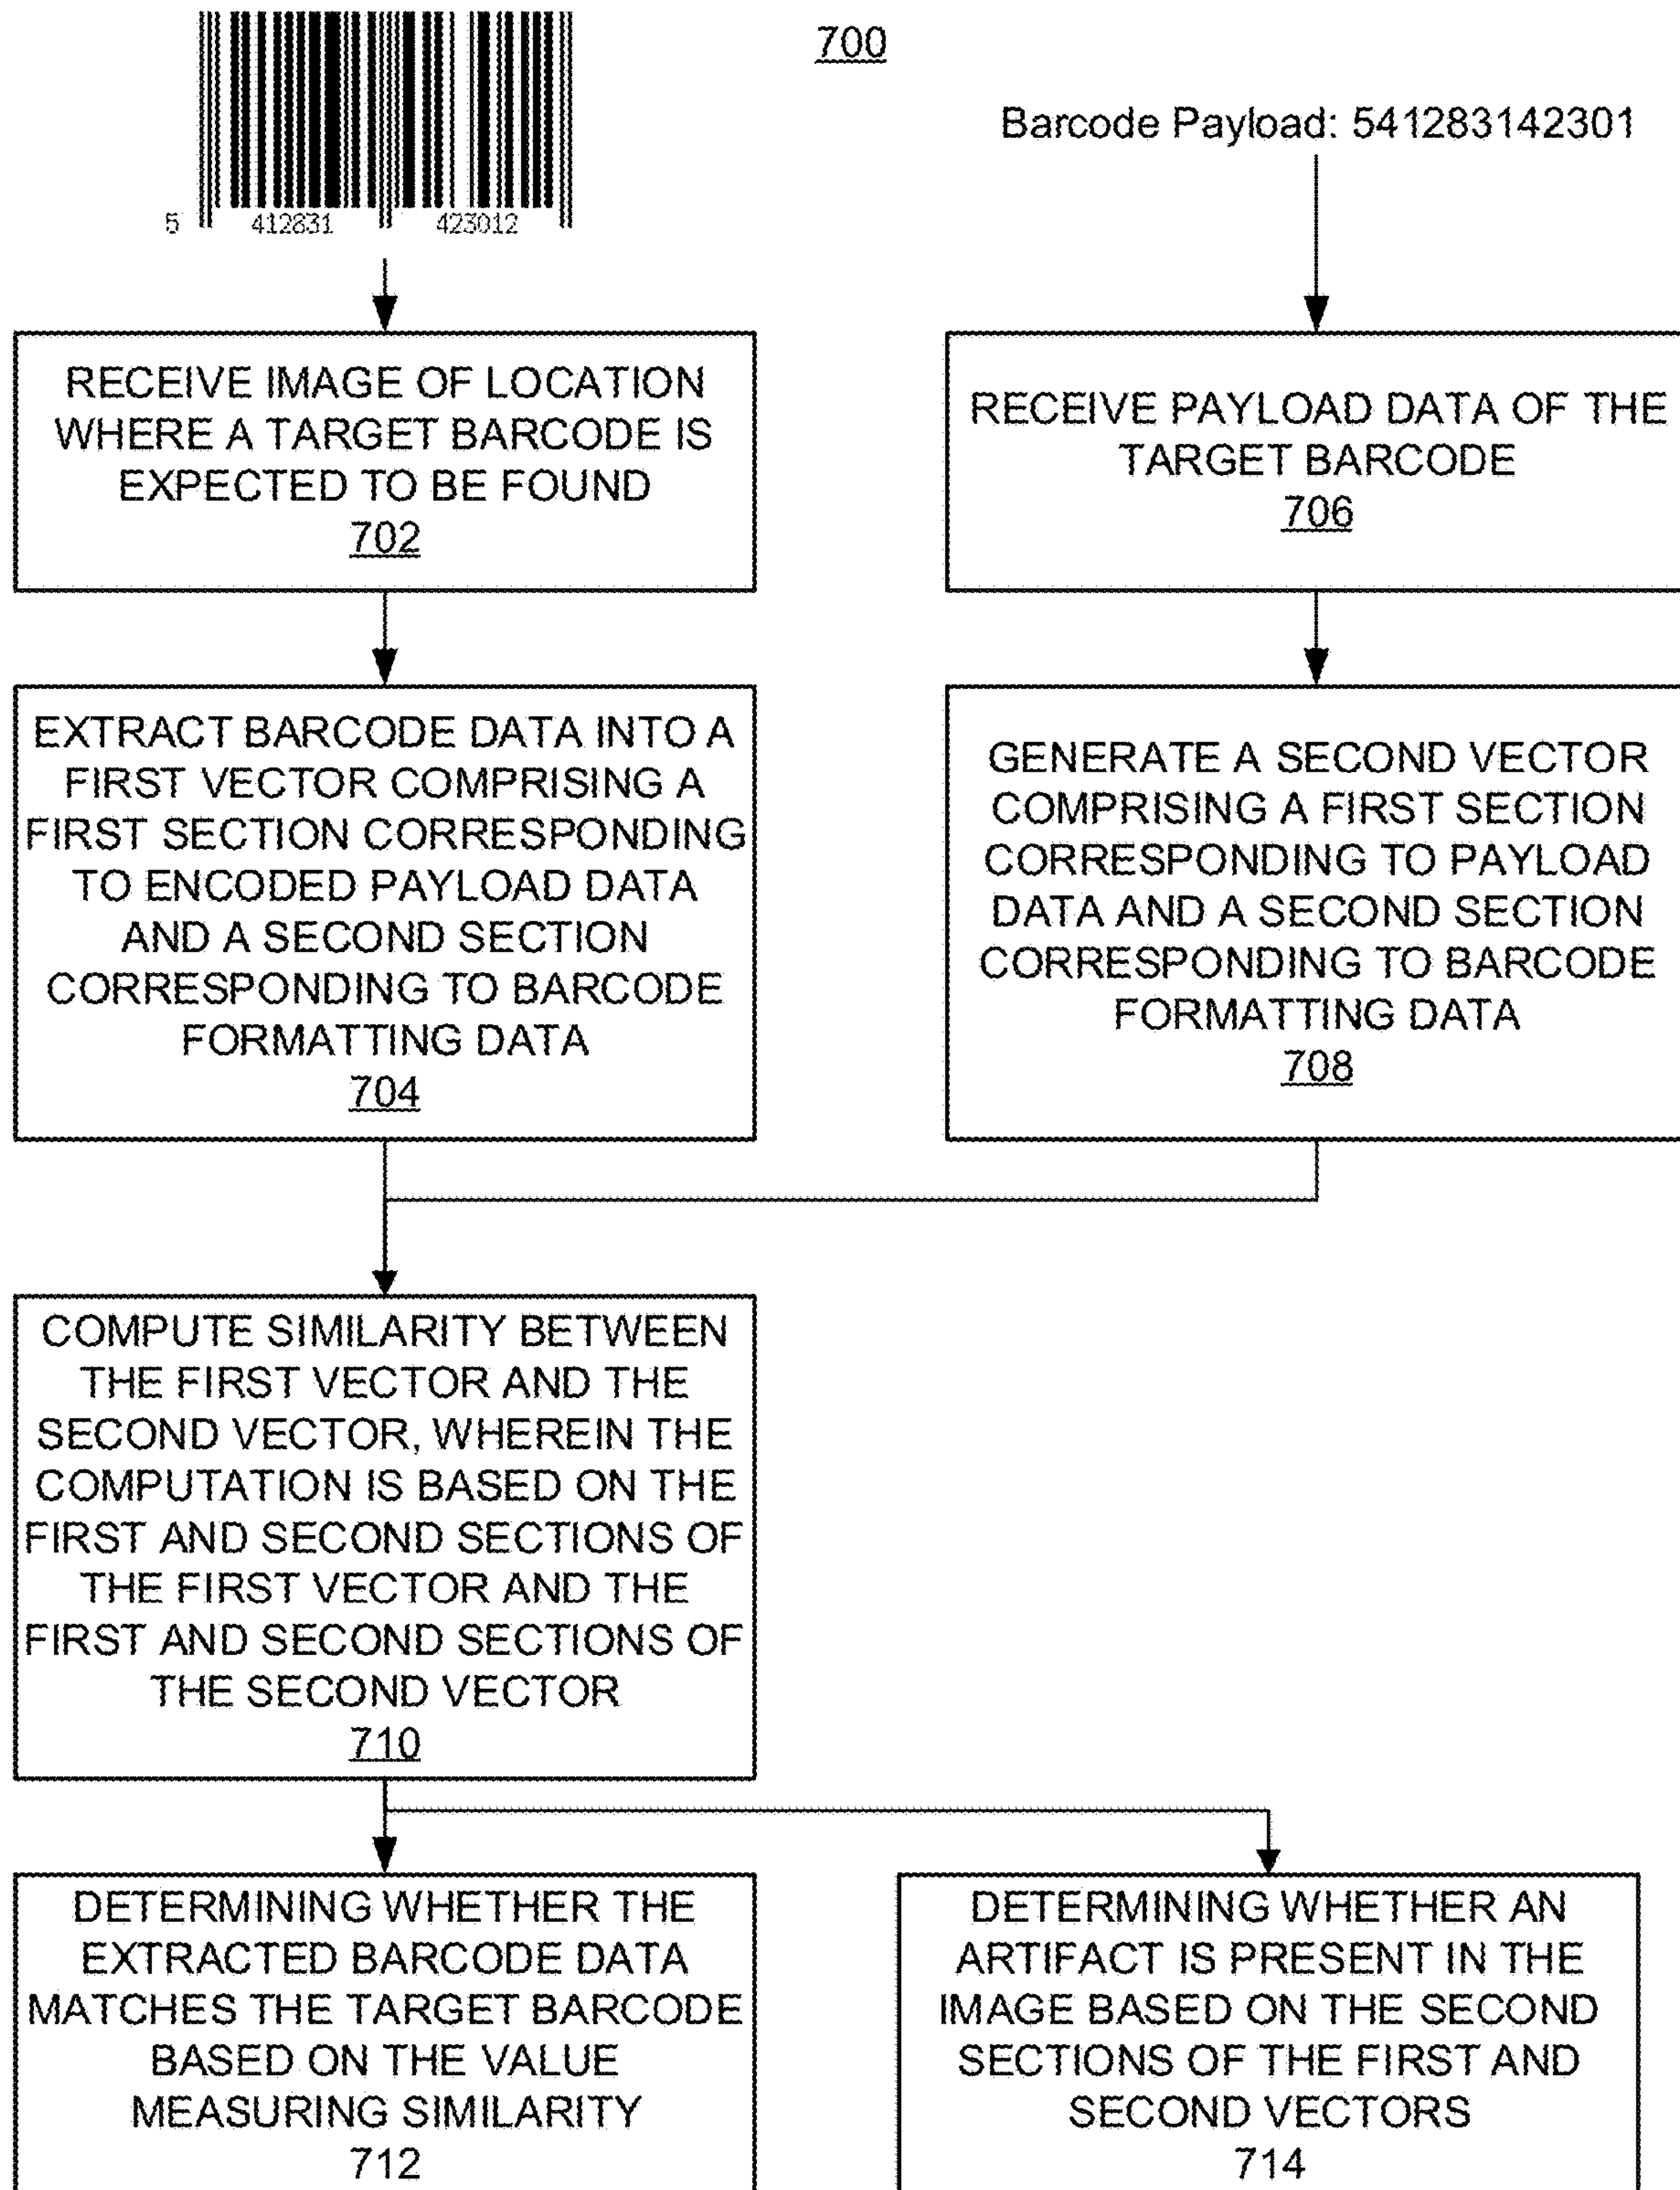 700
Barcode Payload: 541283142301
5 412831 423012
RECEIVE IMAGE OF LOCATION
WHERE A TARGET BARCODE IS
EXPECTED TO BE FOUND
702
RECEIVE PAYLOAD DATA OF THE
TARGET BARCODE
706
EXTRACT BARCODE DATA INTO A
FIRST VECTOR COMPRISING A
FIRST SECTION CORRESPONDING
TO ENCODED PAYLOAD DATA
AND A SECOND SECTION
CORRESPONDING TO BARCODE
FORMATTING DATA
704
GENERATE A SECOND VECTOR
COMPRISING A FIRST SECTION
CORRESPONDING TO PAYLOAD
DATA AND A SECOND SECTION
CORRESPONDING TO BARCODE
FORMATTING DATA
708
COMPUTE SIMILARITY BETWEEN
THE FIRST VECTOR AND THE
SECOND VECTOR, WHEREIN THE
COMPUTATION IS BASED ON THE
FIRST AND SECOND SECTIONS OF
THE FIRST VECTOR AND THE
FIRST AND SECOND SECTIONS OF
THE SECOND VECTOR
710
DETERMINING WHETHER THE
EXTRACTED BARCODE DATA
MATCHES THE TARGET BARCODE
BASED ON THE VALUE
MEASURING SIMILARITY
712
DETERMINING WHETHER AN
ARTIFACT IS PRESENT IN THE
IMAGE BASED ON THE SECOND
SECTIONS OF THE FIRST AND
SECOND VECTORS
714